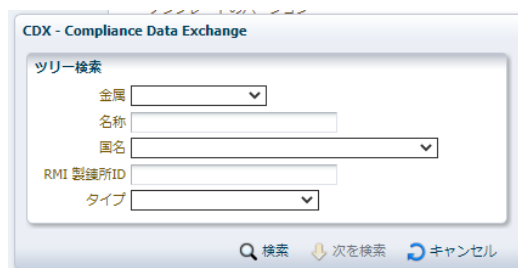 CDX - Compliance Data Exchange
ツリー検索
金属
名称
国名
RMI 製錬所ID
タイプ
検索 次を検索 キャンセル